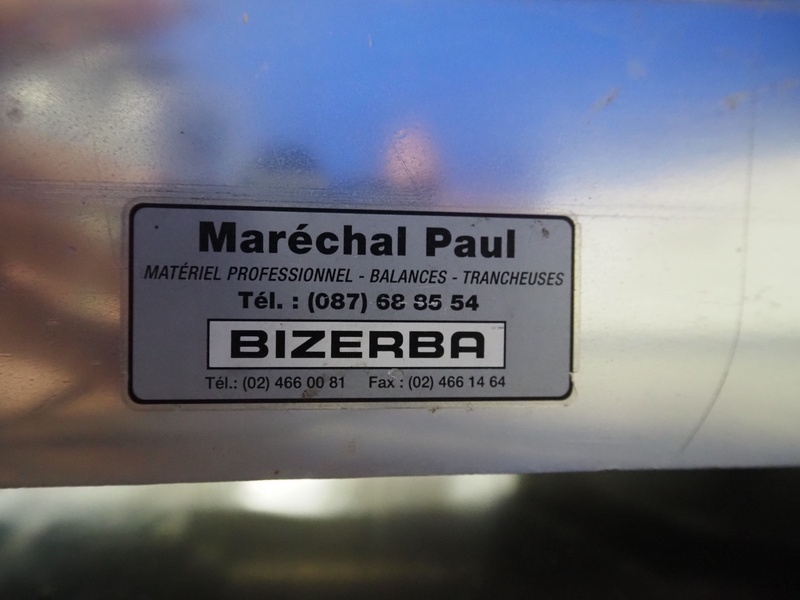 Maréchal Paul
MATÉRIEL PROFESSIONNEL - BALANCES - TRANCHEUSES
Tél. : (087) 68 85 54
BIZERBA
Tél.: (02) 466 00 81 Fax : (02) 466 14 64